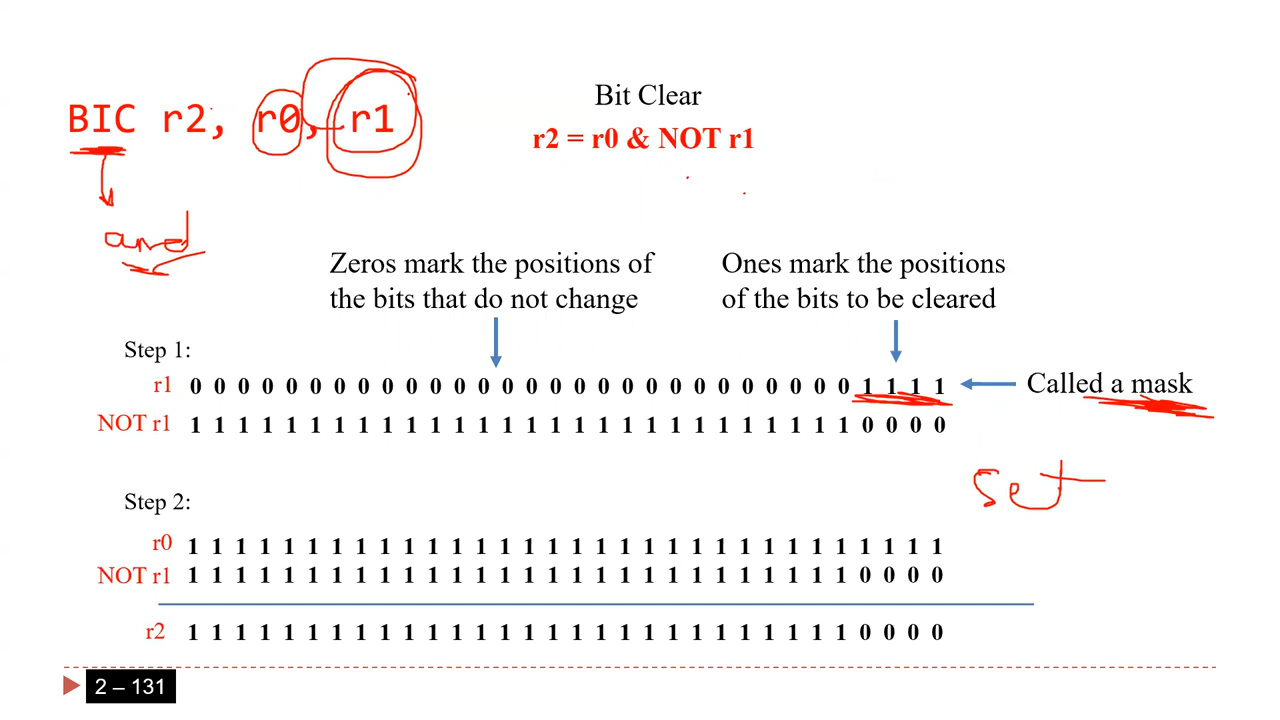 BIC r2, r0, r1
Bit Clear
r2 = r0 & NOT r1
and
Zeros mark the positions of
the bits that do not change
Ones mark the positions
of the bits to be cleared
Step 1:
r1 0 0 0 0 0 0 0 0 0 0 0 0 0 0 0 0 0 0 0 0 0 0 0 0 0 0 0 0 1 1 1 1
Called a mask
NOT r1 1 1 1 1 1 1 1 1 1 1 1 1 1 1 1 1 1 1 1 1 1 1 1 1 1 1 1 1 0 0 0 0
set
Step 2:
r0 1 1 1 1 1 1 1 1 1 1 1 1 1 1 1 1 1 1 1 1 1 1 1 1 1 1 1 1 1 1 1 1
NOT r1 1 1 1 1 1 1 1 1 1 1 1 1 1 1 1 1 1 1 1 1 1 1 1 1 1 1 1 1 0 0 0 0
r2 1 1 1 1 1 1 1 1 1 1 1 1 1 1 1 1 1 1 1 1 1 1 1 1 1 1 1 1 0 0 0 0
2 – 131